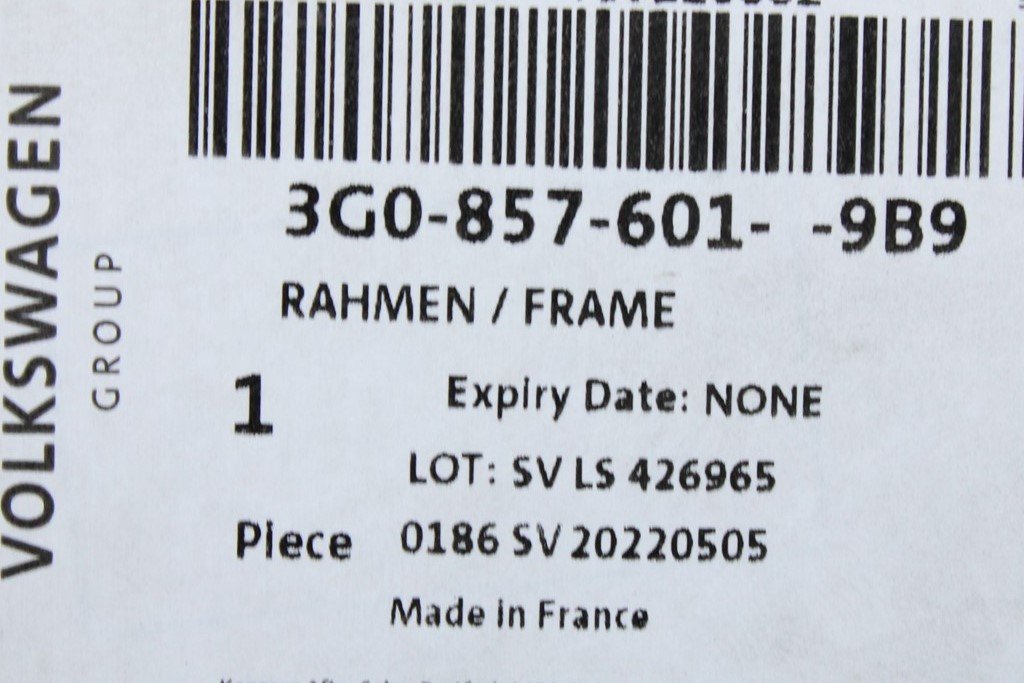 VOLKSWAGEN
GROUP
3G0-857-601- -9B9
RAHMEN / FRAME
1
Expiry Date: NONE
LOT: SV LS 426965
Piece
0186 SV 20220505
Made in France